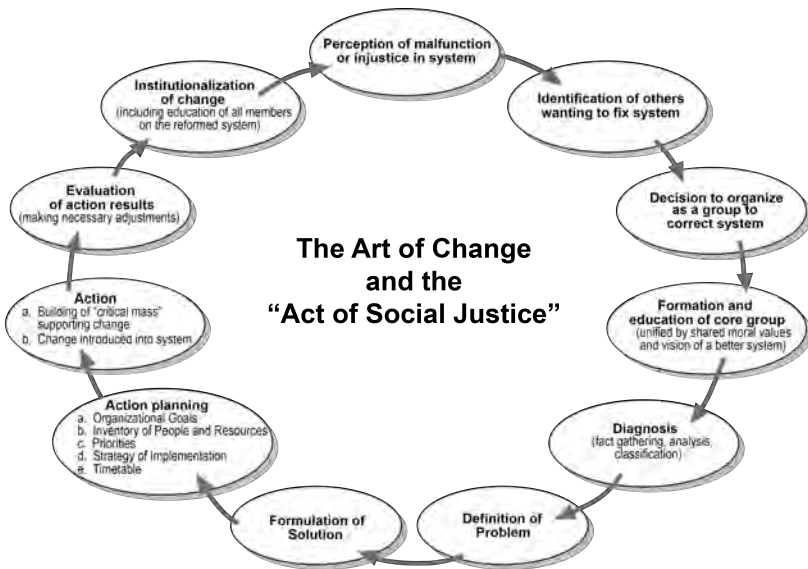 Perception of malfunction
or injustice in system
Identification of others
wanting to fix system
Decision to organize
as a group to
correct system
Formation and
education of core group
(unified by shared moral values
and vision of a better system)
Diagnosis
(fact gathering, analysis,
classification)
Definition of
Problem
Formulation of
Solution
Action planning
a. Organizational Goals
b. Inventory of People and Resources
c. Priorities
d. Strategy of Implementation
e. Timetable
Action
a. Building of "critical mass"
supporting change
b. Change introduced into system
Evaluation
of action results
(making necessary adjustments)
Institutionalization
of change
(including education of all members
on the reformed system)
The Art of Change
and the
“Act of Social Justice”